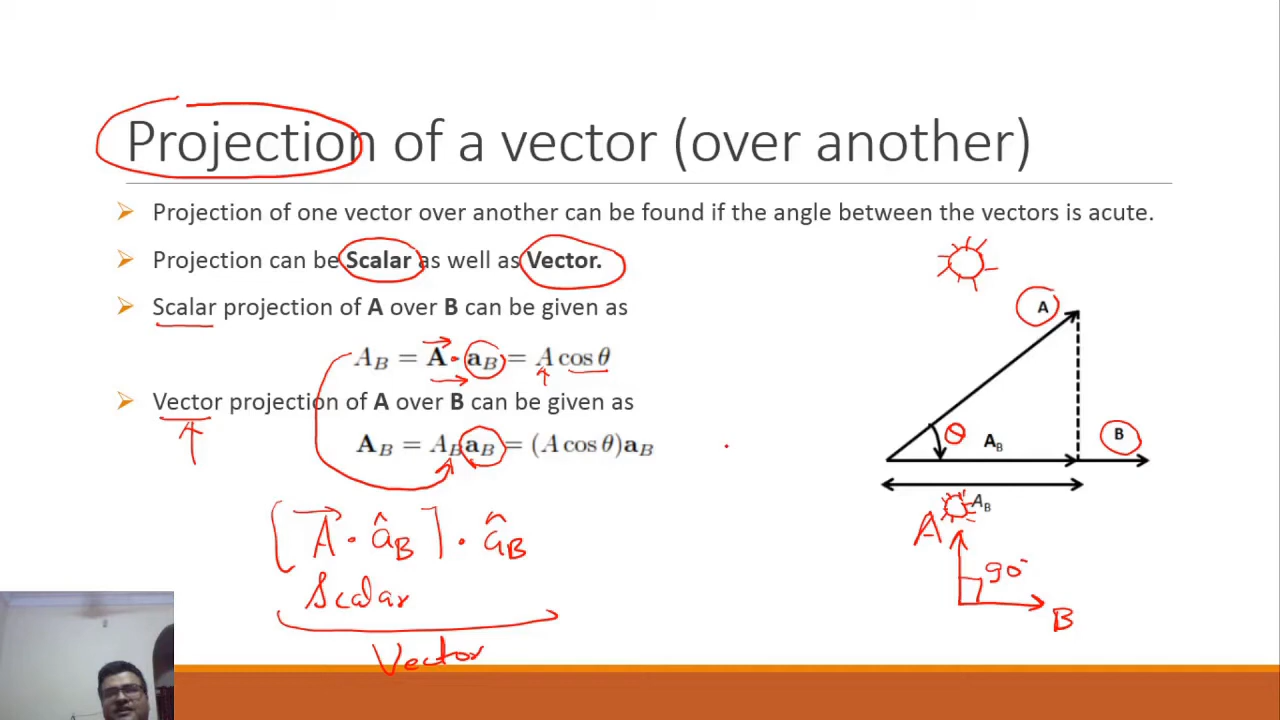 Projection of a vector (over another)
Projection of one vector over another can be found if the angle between the vectors is acute.
Projection can be Scalar as well as Vector.
Scalar projection of A over B can be given as
A_B = A · a_B = A cos θ
Vector projection of A over B can be given as
A_B = A_B a_B = (A cos θ)a_B
[A⃗ · â_B] · â_B
Scalar
Vector
A
θ
A_B
B
A_B
A
90°
B